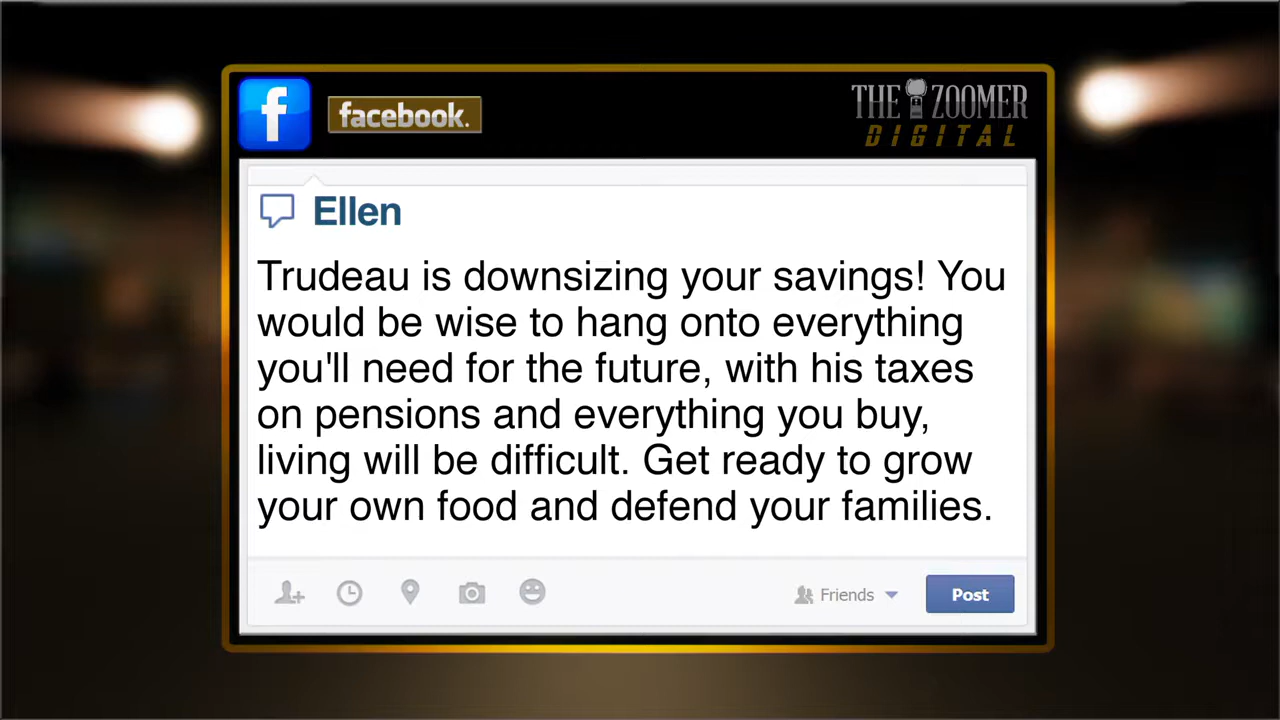 f
facebook.
THE ZOOMER
DIGITAL
Ellen
Trudeau is downsizing your savings! You
would be wise to hang onto everything
you'll need for the future, with his taxes
on pensions and everything you buy,
living will be difficult. Get ready to grow
your own food and defend your families.
Friends
Post